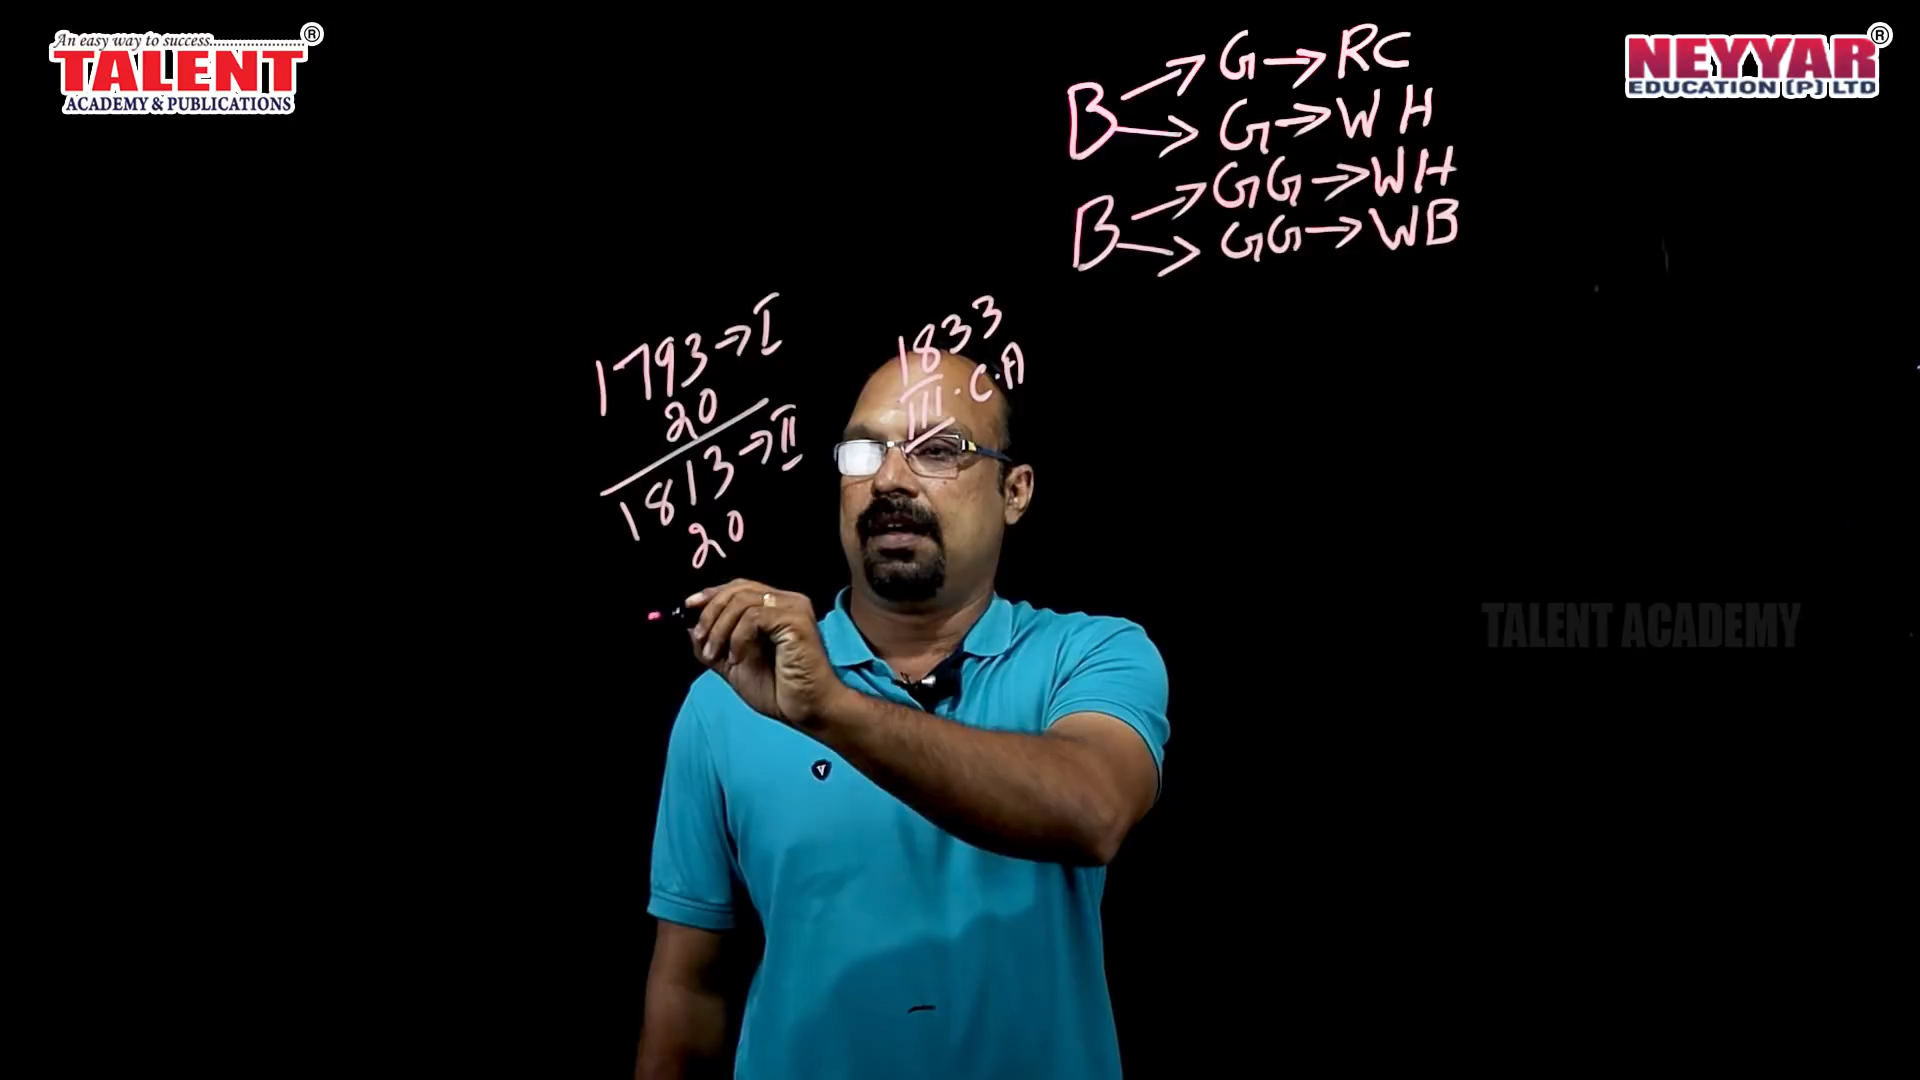 An easy way to success......................
TALENT
ACADEMY & PUBLICATIONS
®
NEYYAR
EDUCATION (P) LTD
®
B → G → RC
→ G → WH
B → GG → WH
→ GG → WB
1793 → I
20
1813 → II
20
1833
III. C.A
TALENT ACADEMY